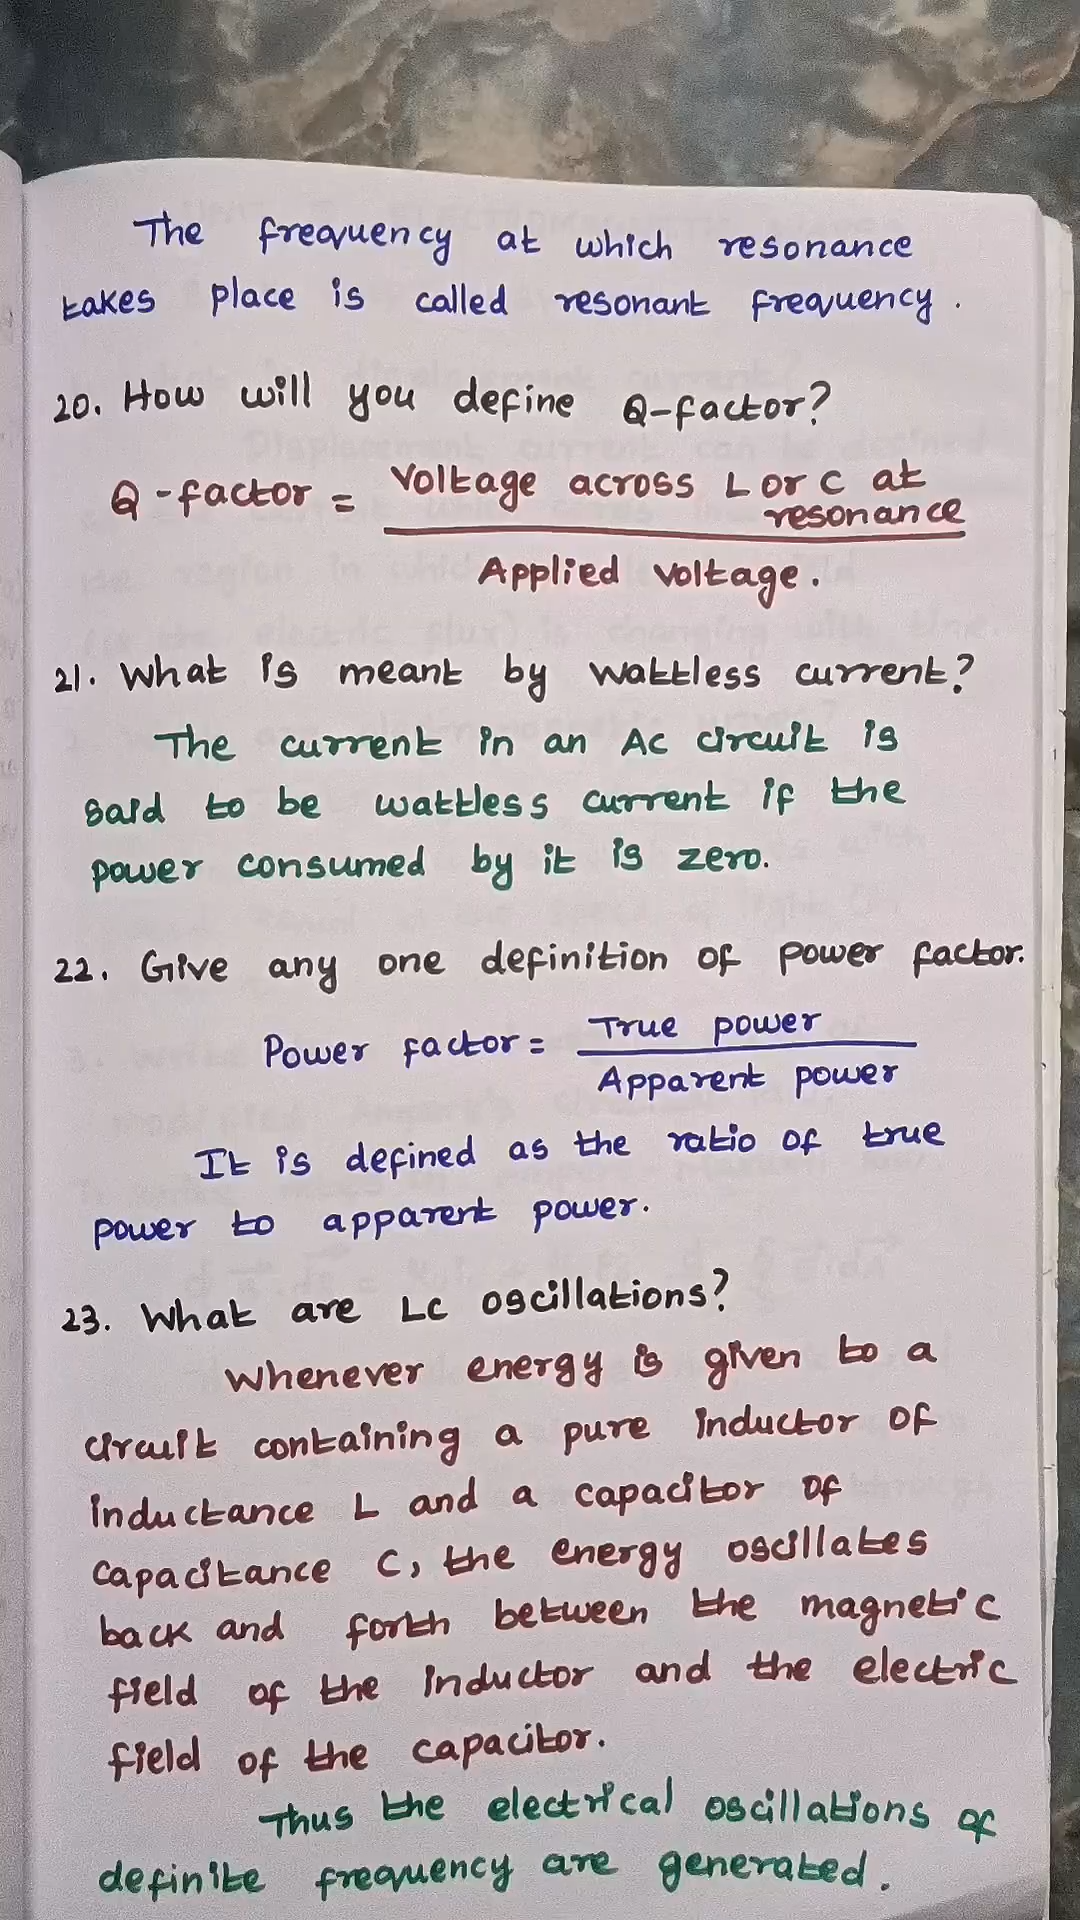 The frequency at which resonance
takes place is called resonant frequency.
20. How will you define Q-factor?
Q-factor = Voltage across L or C at
resonance
Applied voltage.
21. What is meant by wattless current?
The current in an AC circuit is
said to be wattless current if the
power consumed by it is zero.
22. Give any one definition of power factor.
Power factor = True power
Apparent power
It is defined as the ratio of true
power to apparent power.
23. What are LC oscillations?
Whenever energy is given to a
circuit containing a pure inductor of
inductance L and a capacitor of
capacitance C, the energy oscillates
back and forth between the magnetic
field of the inductor and the electric
field of the capacitor.
Thus the electrical oscillations of
definite frequency are generated.